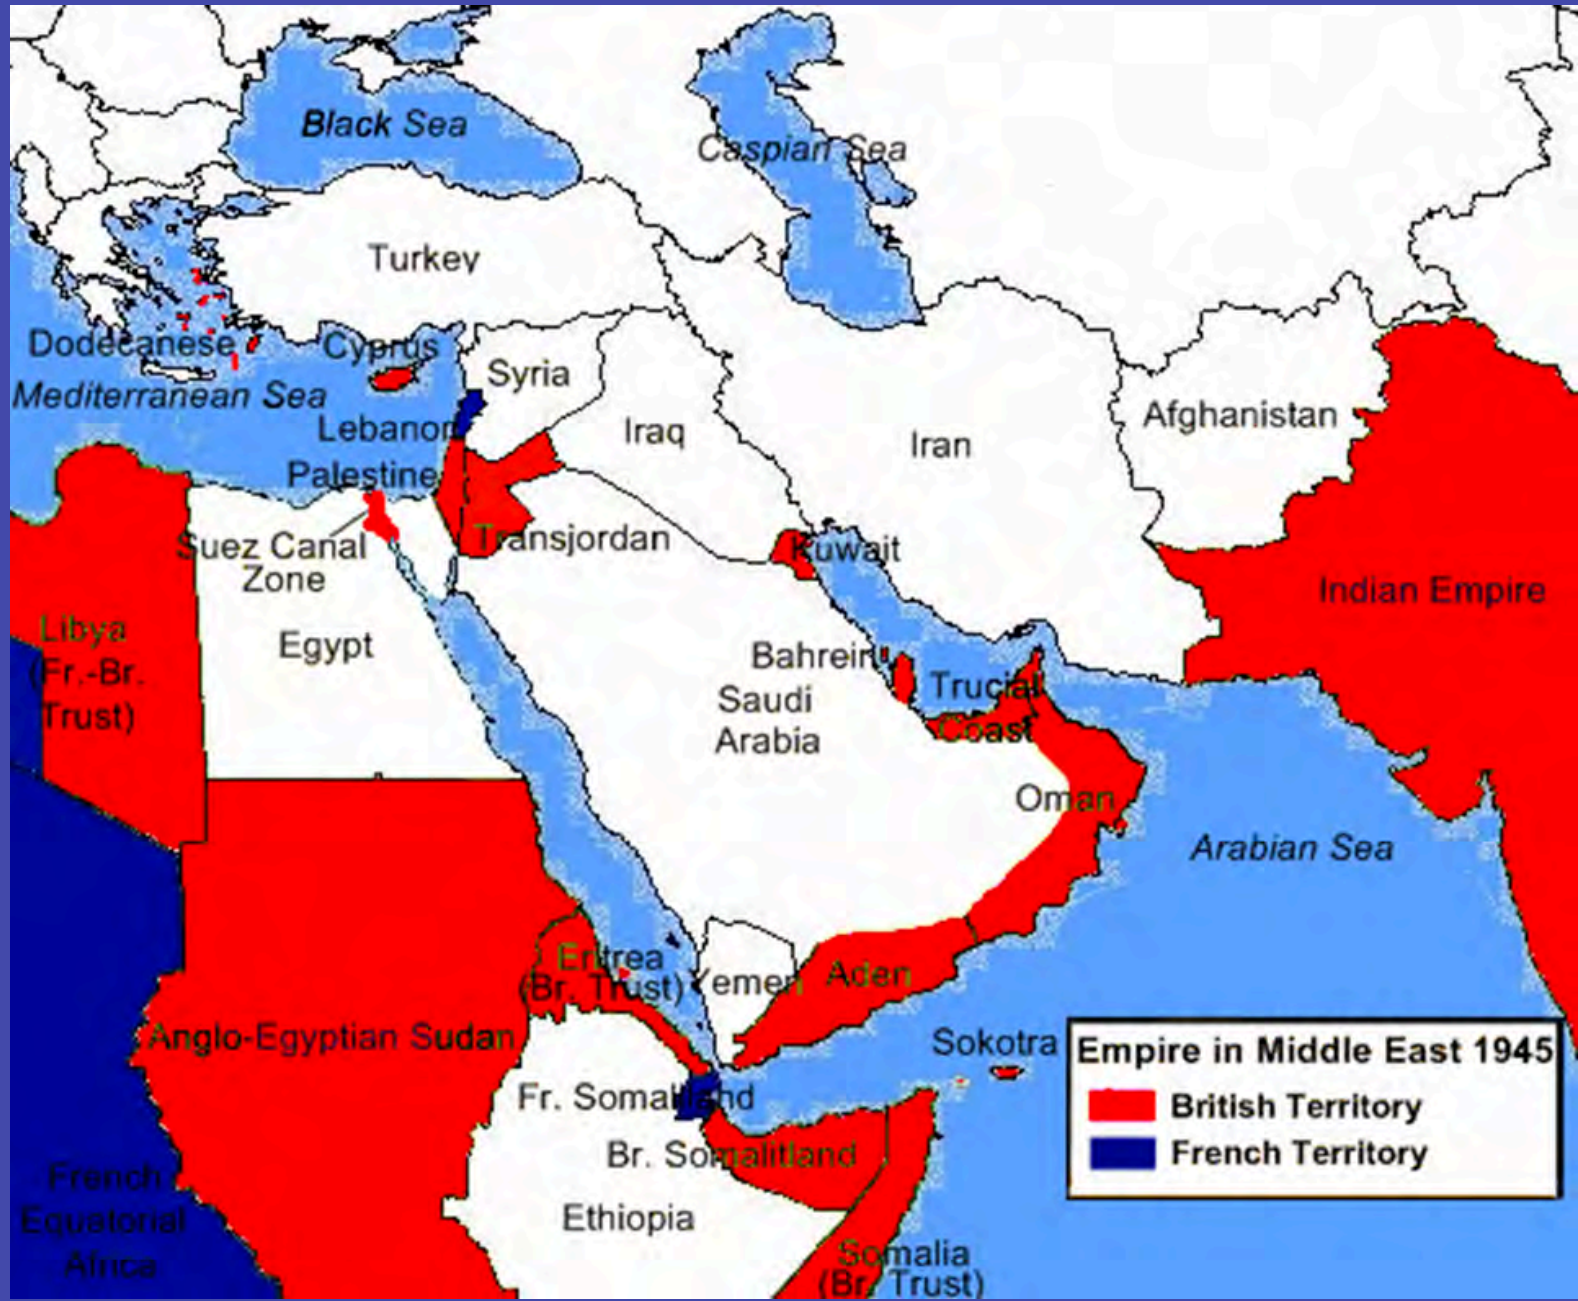 Black Sea
Caspian Sea
Turkey
Dodecanese
Cyprus
Syria
Mediterranean Sea
Lebanon
Iraq
Iran
Afghanistan
Palestine
Suez Canal
Zone
Transjordan
Kuwait
Indian Empire
Libya
(Fr.-Br.
Trust)
Egypt
Bahrein
Saudi
Arabia
Trucial
Coast
Oman
Arabian Sea
Eritrea
(Br. Trust)
Yemen
Aden
Anglo-Egyptian Sudan
Sokotra
Fr. Somaliland
Br. Somalitland
French
Equatorial
Africa
Ethiopia
Somalia
(Br. Trust)
Empire in Middle East 1945
British Territory
French Territory